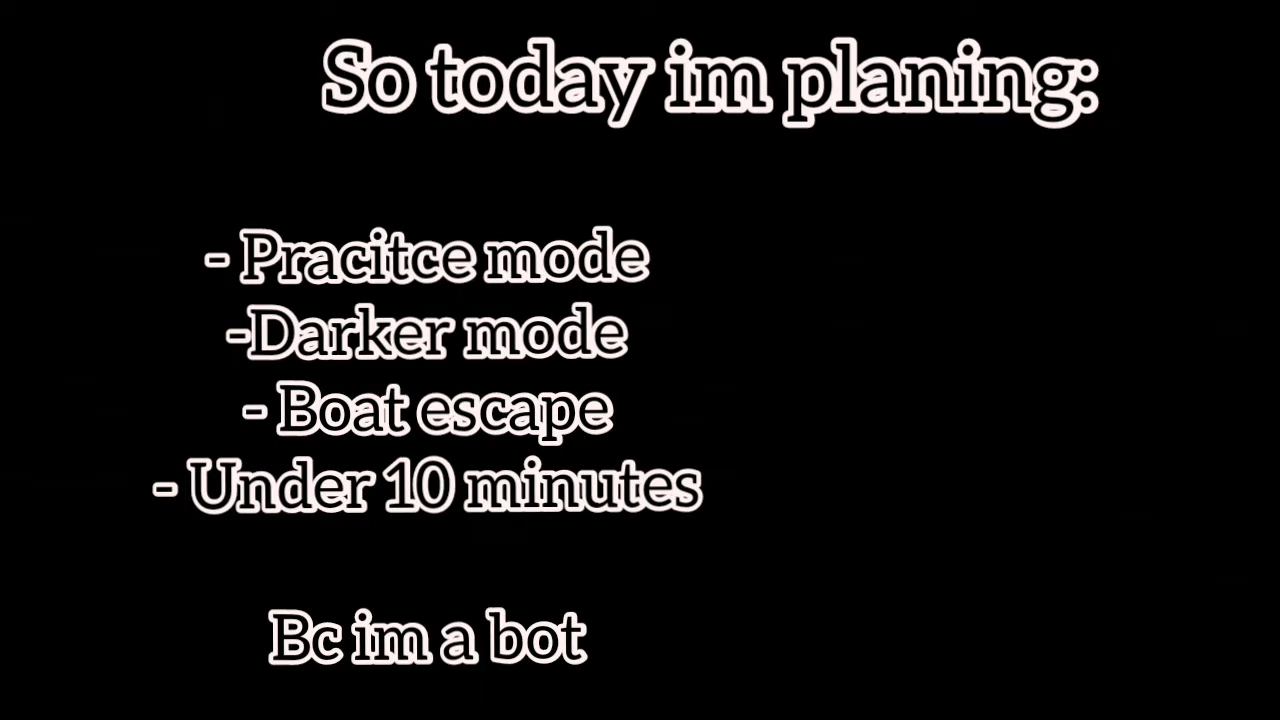 So today im planing:
- Pracitce mode
-Darker mode
- Boat escape
- Under 10 minutes
Bc im a bot